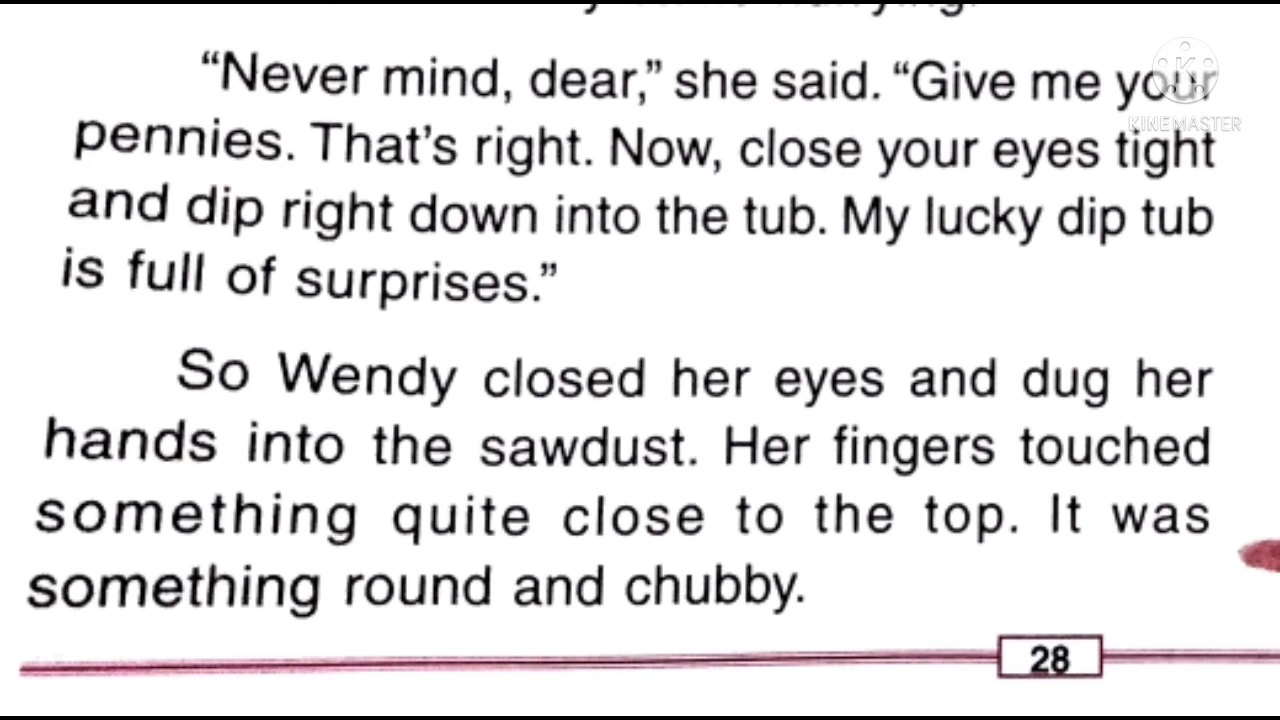 "Never mind, dear," she said. "Give me your
pennies. That's right. Now, close your eyes tight
and dip right down into the tub. My lucky dip tub
is full of surprises."
So Wendy closed her eyes and dug her
hands into the sawdust. Her fingers touched
something quite close to the top. It was
something round and chubby.
28
KINEMASTER